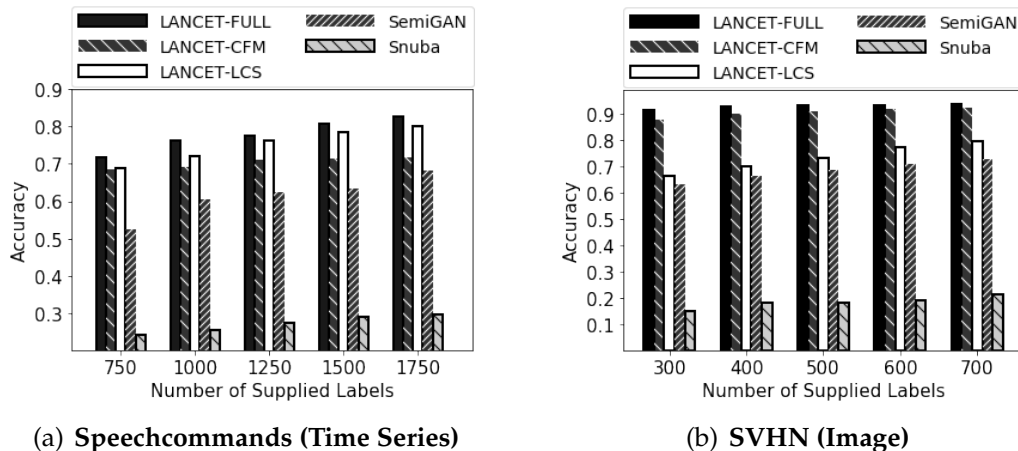 LANCET-FULL
SemiGAN
LANCET-CFM
Snuba
LANCET-LCS
0.9
0.8
0.7
0.6
0.5
0.4
0.3
Accuracy
750 1000 1250 1500 1750
Number of Supplied Labels
(a) Speechcommands (Time Series)
LANCET-FULL
SemiGAN
LANCET-CFM
Snuba
LANCET-LCS
0.9
0.8
0.7
0.6
0.5
0.4
0.3
0.2
0.1
Accuracy
300 400 500 600 700
Number of Supplied Labels
(b) SVHN (Image)